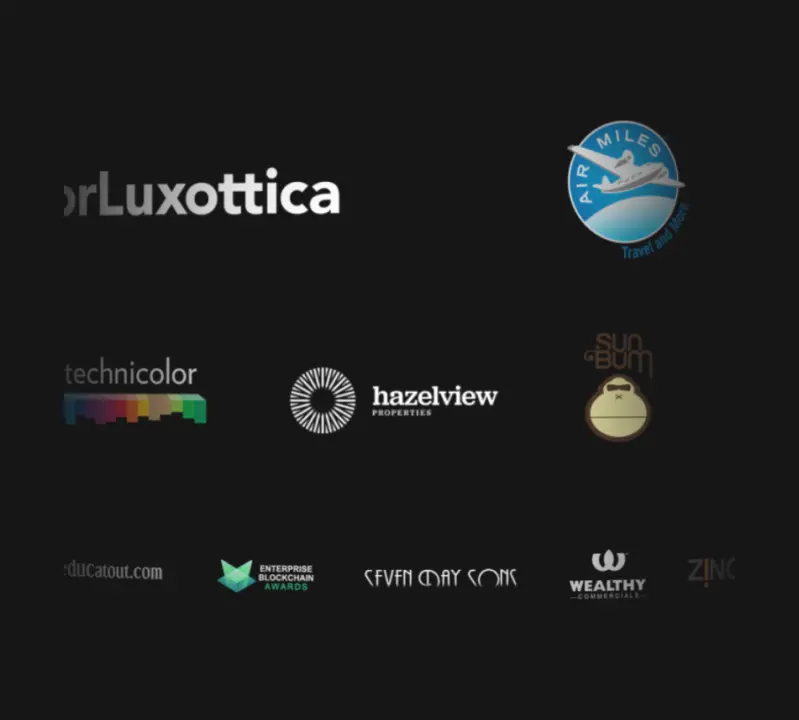 orLuxottica
AIR MILES
Travel and More
technicolor
hazelview
PROPERTIES
SUN
BUM
educatout.com
ENTERPRISE
BLOCKCHAIN
AWARDS
SEVEN DAY SONS
WEALTHY
COMMERCIALS
Z!NC